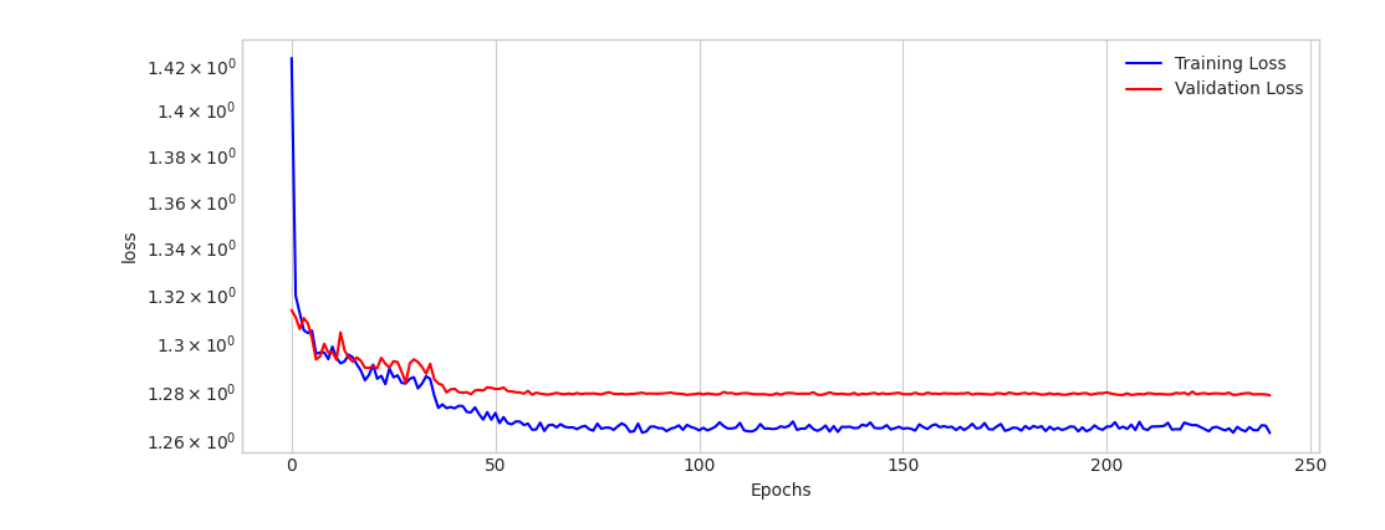 1.42 × 10⁰
1.4 × 10⁰
1.38 × 10⁰
1.36 × 10⁰
1.34 × 10⁰
1.32 × 10⁰
1.3 × 10⁰
1.28 × 10⁰
1.26 × 10⁰
loss
Training Loss
Validation Loss
0 50 100 150 200 250
Epochs